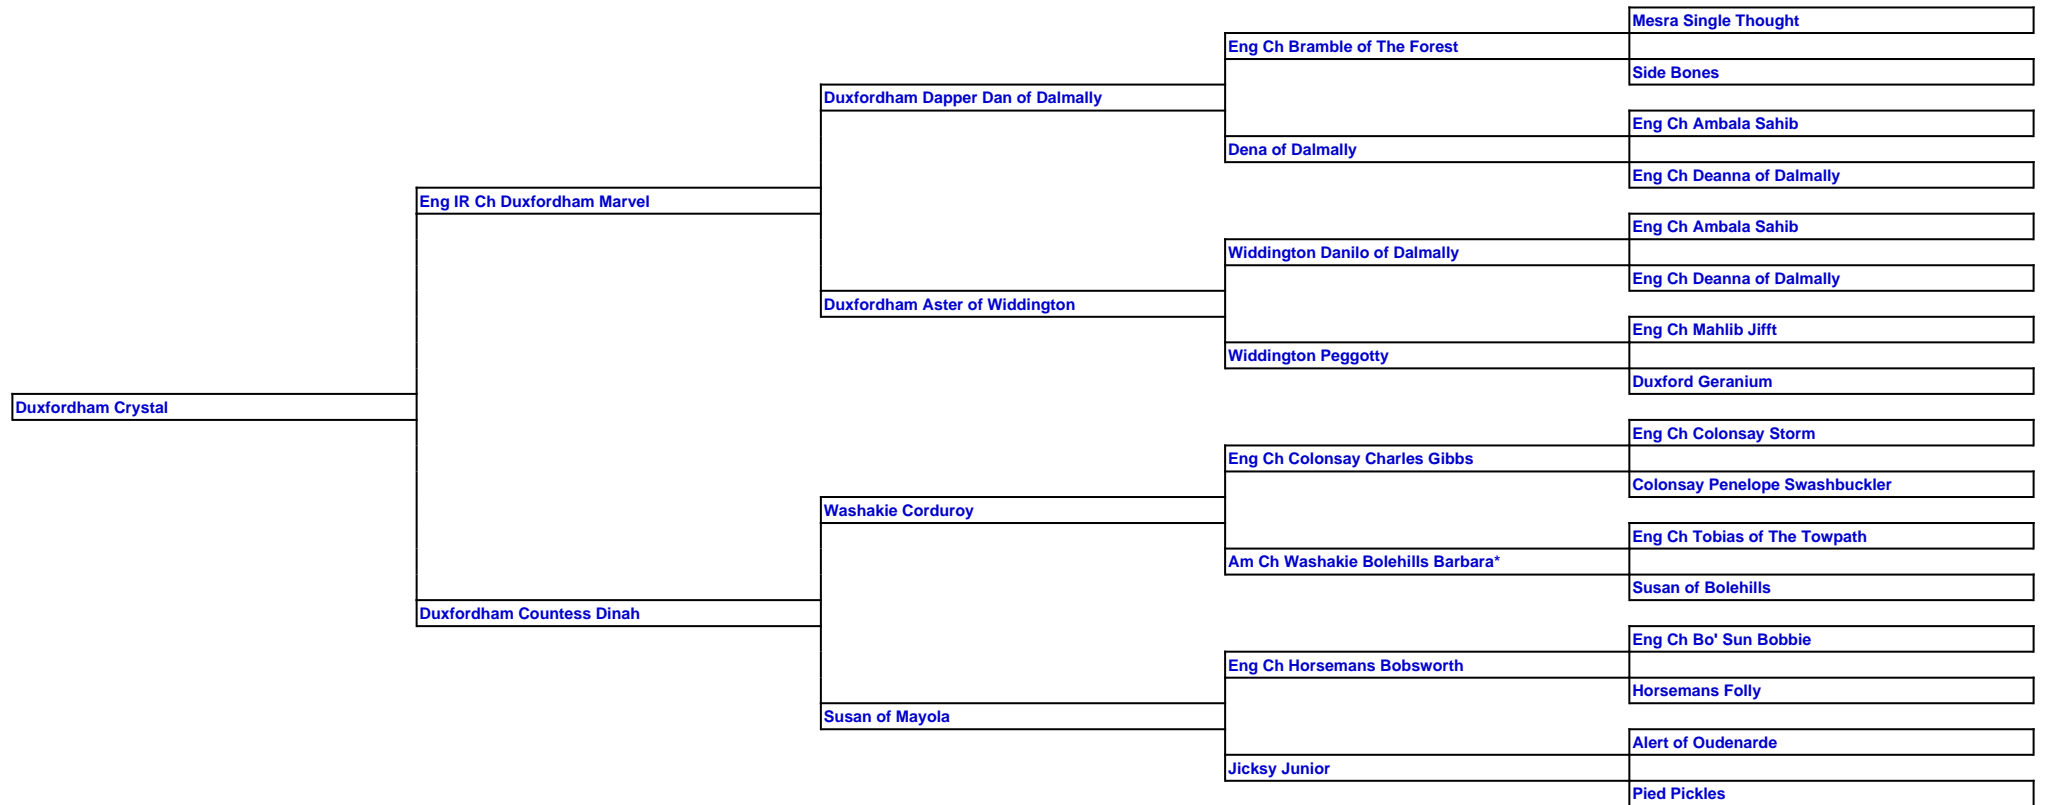 Mesra Single Thought
Eng Ch Bramble of The Forest
Side Bones
Duxfordham Dapper Dan of Dalmally
Eng Ch Ambala Sahib
Dena of Dalmally
Eng Ch Deanna of Dalmally
Eng IR Ch Duxfordham Marvel
Eng Ch Ambala Sahib
Widdington Danilo of Dalmally
Eng Ch Deanna of Dalmally
Duxfordham Aster of Widdington
Eng Ch Mahlib Jifft
Widdington Peggotty
Duxford Geranium
Duxfordham Crystal
Eng Ch Colonsay Storm
Eng Ch Colonsay Charles Gibbs
Colonsay Penelope Swashbuckler
Washakie Corduroy
Eng Ch Tobias of The Towpath
Am Ch Washakie Bolehills Barbara*
Susan of Bolehills
Duxfordham Countess Dinah
Eng Ch Bo' Sun Bobbie
Eng Ch Horsemans Bobsworth
Horsemans Folly
Susan of Mayola
Alert of Oudenarde
Jicksy Junior
Pied Pickles